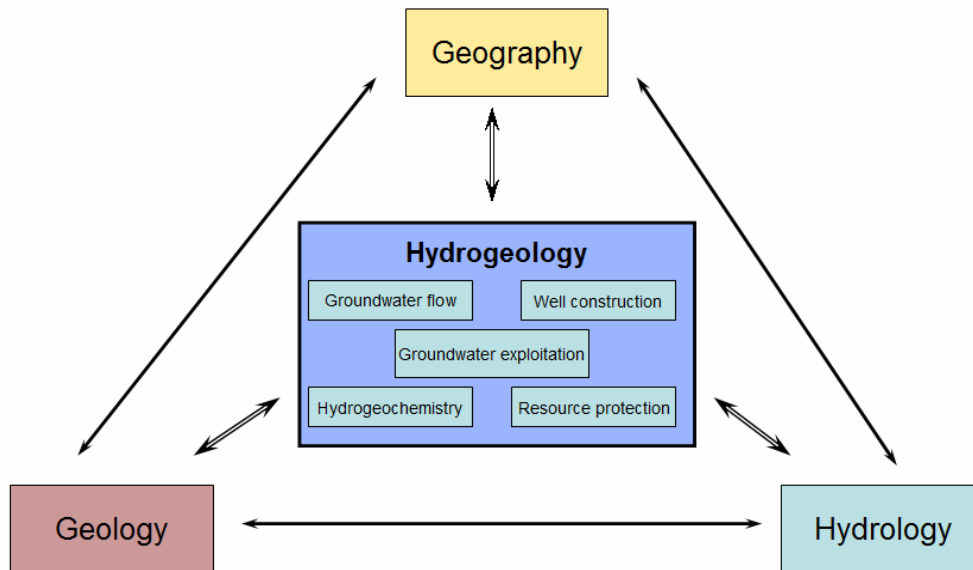 Geography
Hydrogeology
Groundwater flow
Well construction
Groundwater exploitation
Hydrogeochemistry
Resource protection
Geology
Hydrology